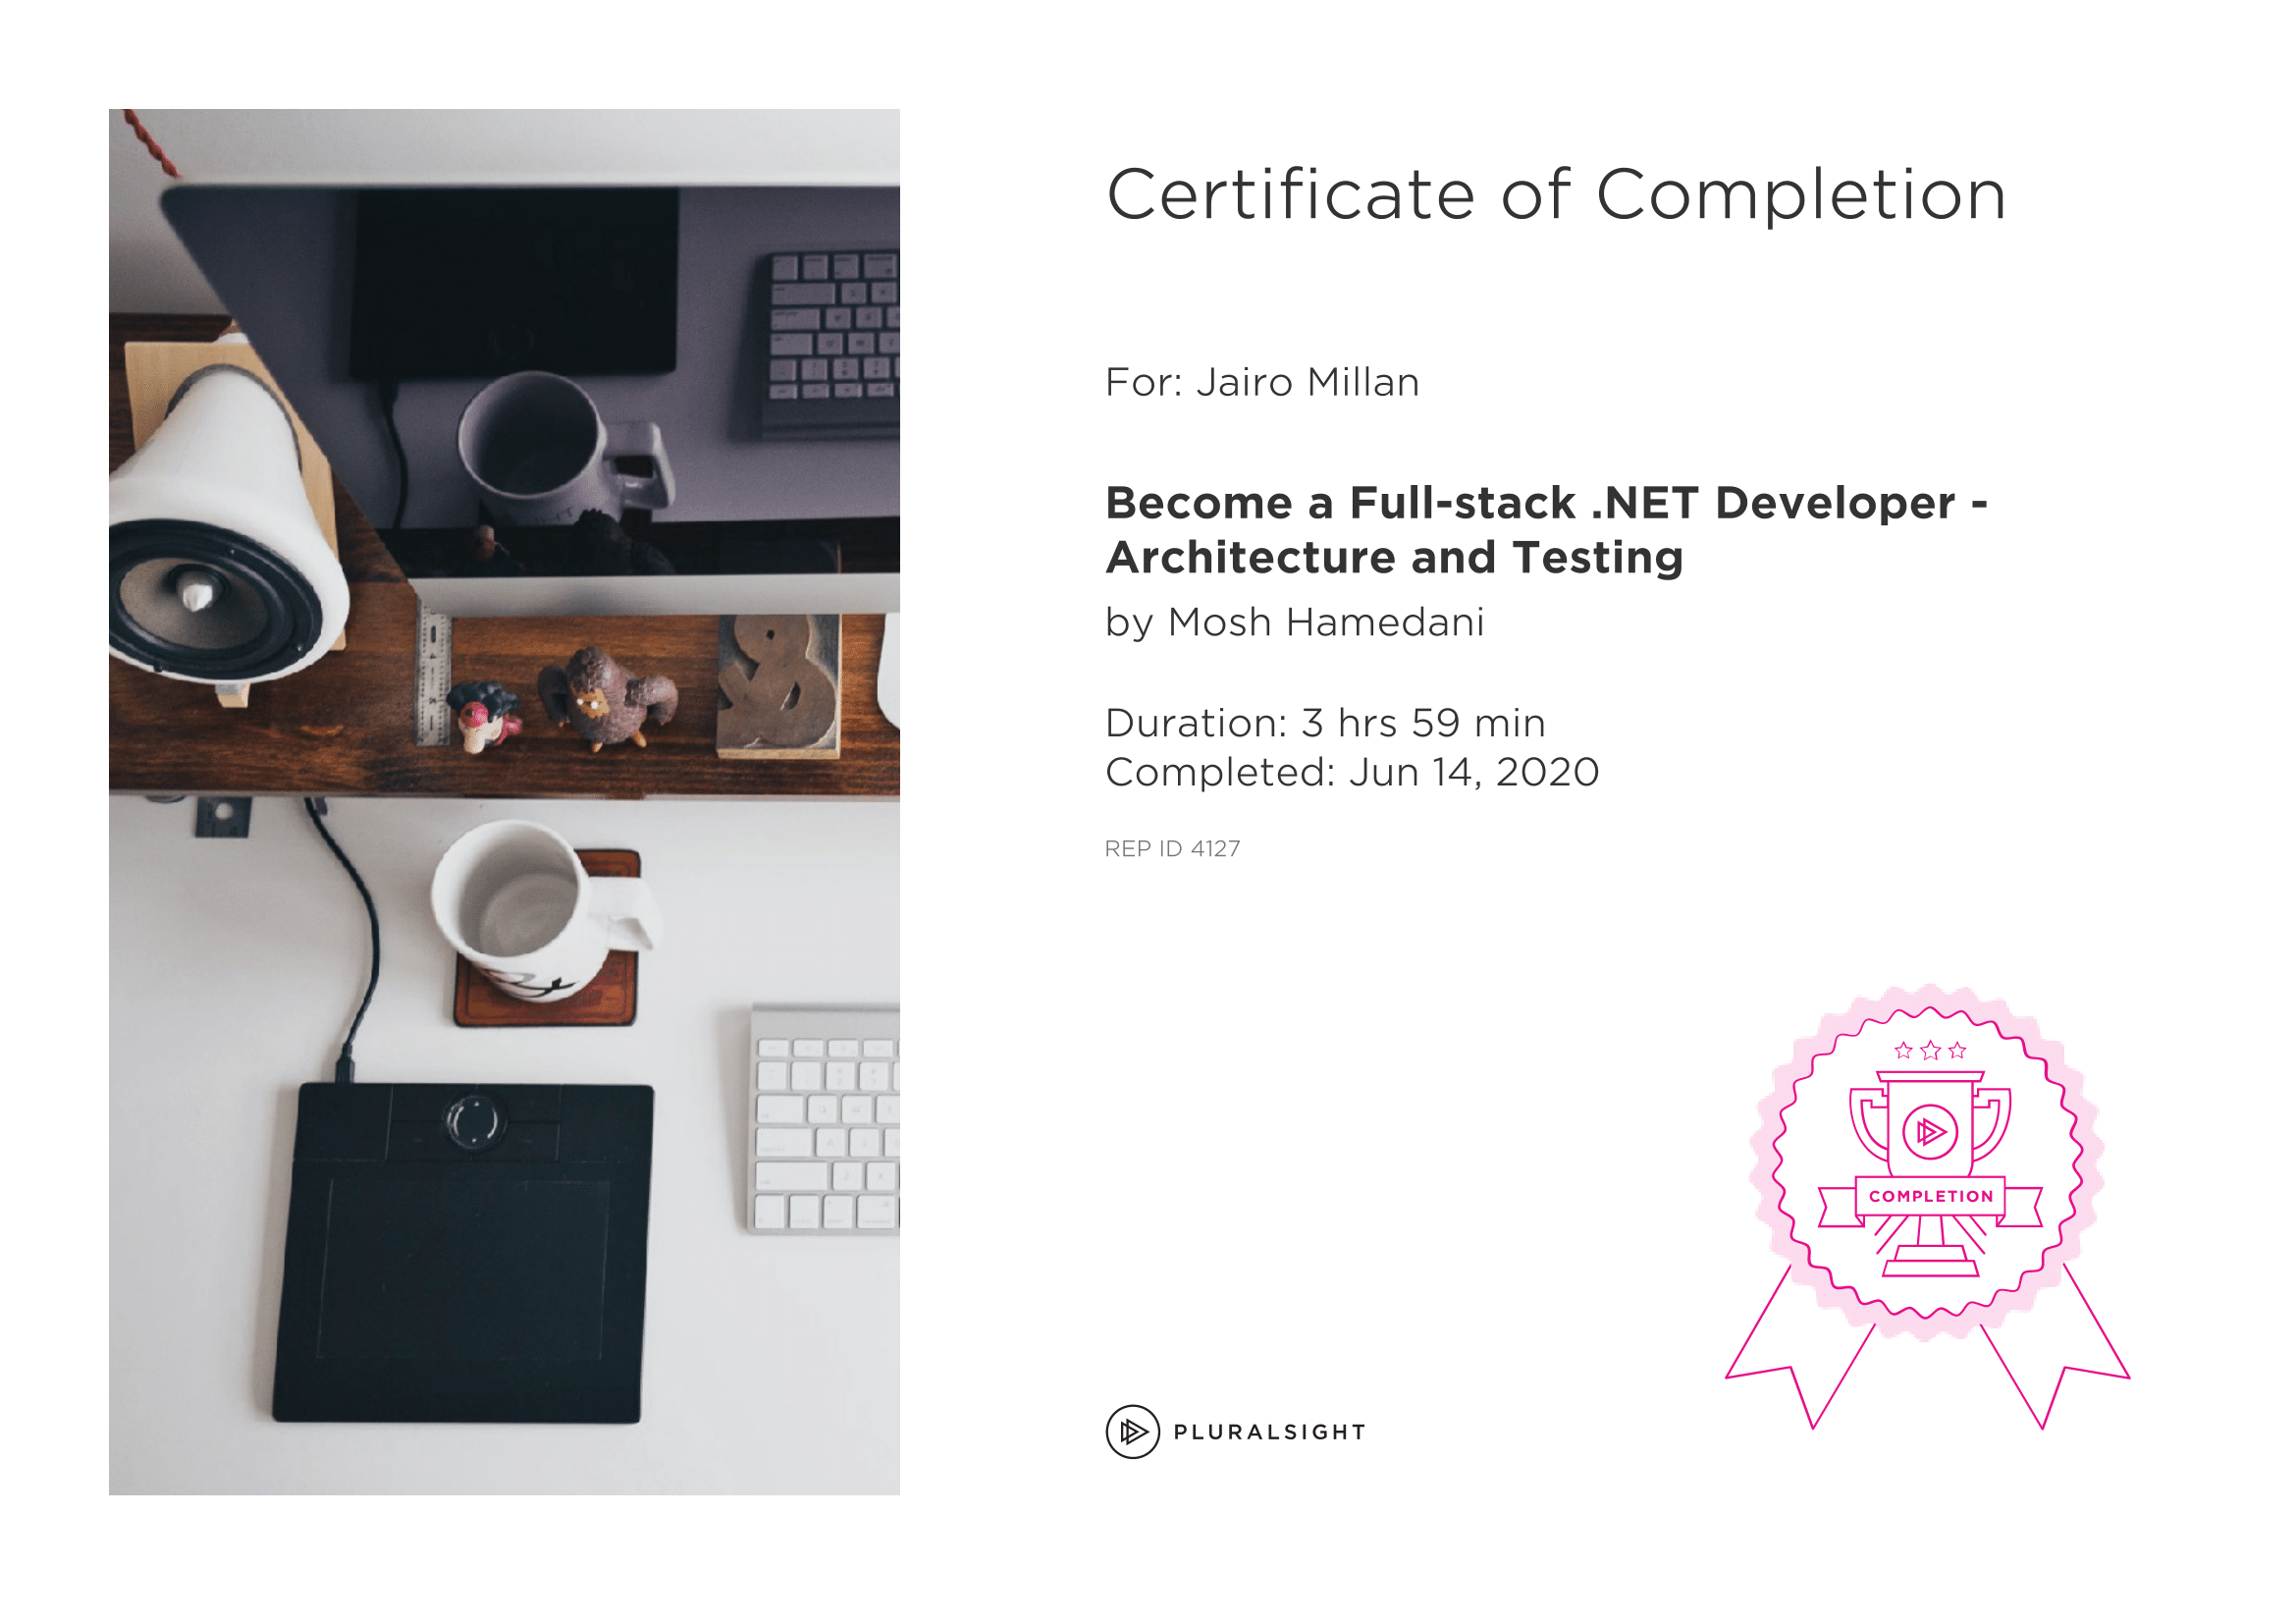 Certificate of Completion
For: Jairo Millan
Become a Full-stack .NET Developer -
Architecture and Testing
by Mosh Hamedani
Duration: 3 hrs 59 min
Completed: Jun 14, 2020
REP ID 4127
COMPLETION
PLURALSIGHT